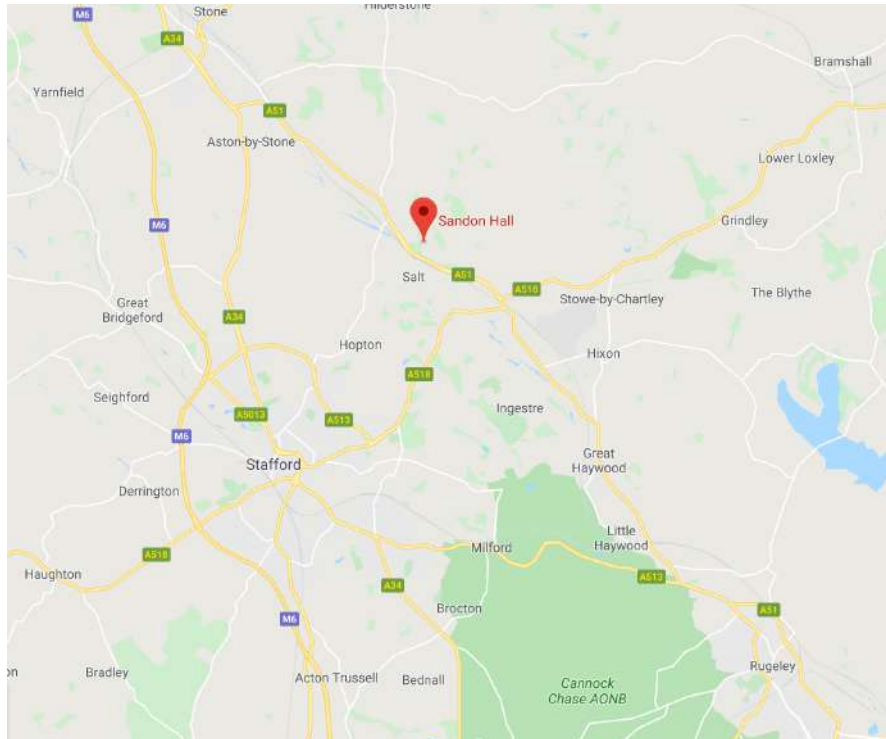 Stone
Hilderstone
M6
A34
Bramshall
Yarnfield
A51
Aston-by-Stone
Lower Loxley
Sandon Hall
Grindley
M6
Salt
A51
A518
Stowe-by-Chartley
The Blythe
Great
Bridgeford
A34
Hopton
Hixon
A518
Seighford
A5013
A513
Ingestre
M6
Stafford
Great
Haywood
Derrington
Little
Haywood
A518
Milford
Haughton
A513
A34
Brocton
A51
M6
Rugeley
Bradley
Acton Trussell
Bednall
Cannock
Chase AONB